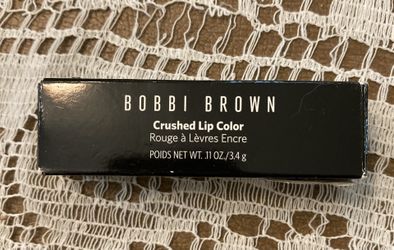 BOBBI BROWN
Crushed Lip Color
Rouge à Lèvres Encre
POIDS NET WT. .11 OZ./3.4 g